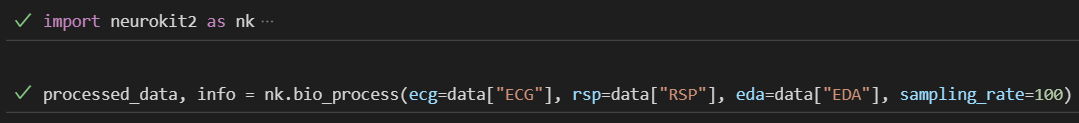 import neurokit2 as nk ···
processed_data, info = nk.bio_process(ecg=data["ECG"], rsp=data["RSP"], eda=data["EDA"], sampling_rate=100)